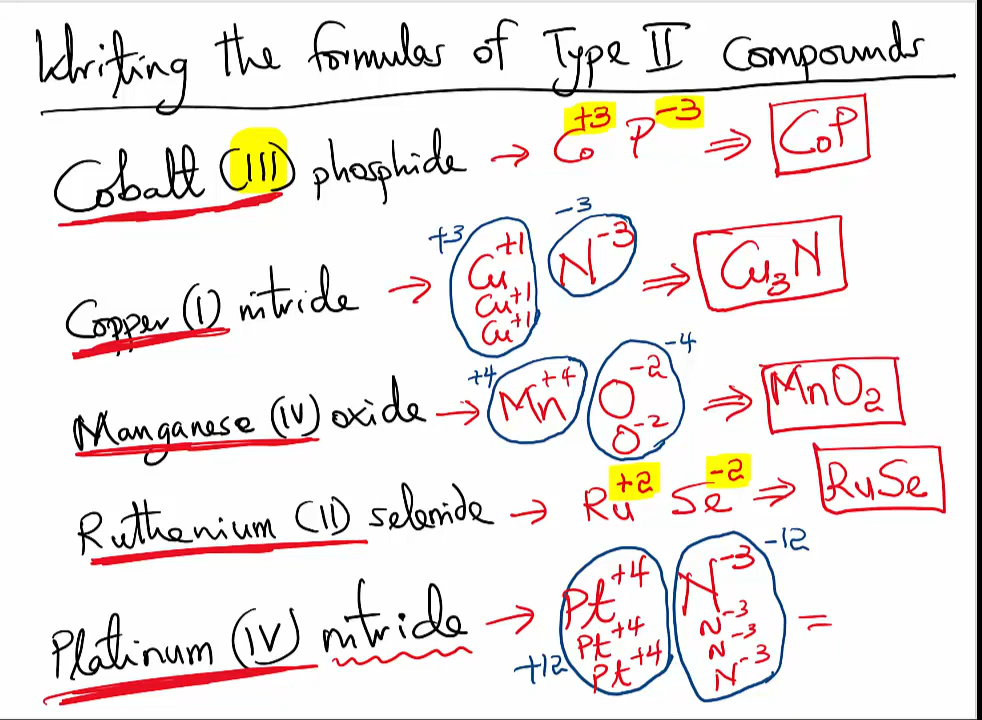 Writing the formulas of Type II Compounds
Cobalt (III) phosphide → Co⁺³ P⁻³ ⇒ CoP
+3 -3
Copper (I) nitride → Cu⁺¹ N⁻³ ⇒ Cu₃N
Cu⁺¹
Cu⁺¹
+4 -4
Manganese (IV) oxide → Mn⁺⁴ O⁻² ⇒ MnO₂
O⁻²
Ruthenium (II) selenide → Ru⁺² Se⁻² ⇒ RuSe
-12
Platinum (IV) nitride → Pt⁺⁴ N⁻³ =
Pt⁺⁴ N⁻³
N⁻³
+12 Pt⁺⁴ N⁻³